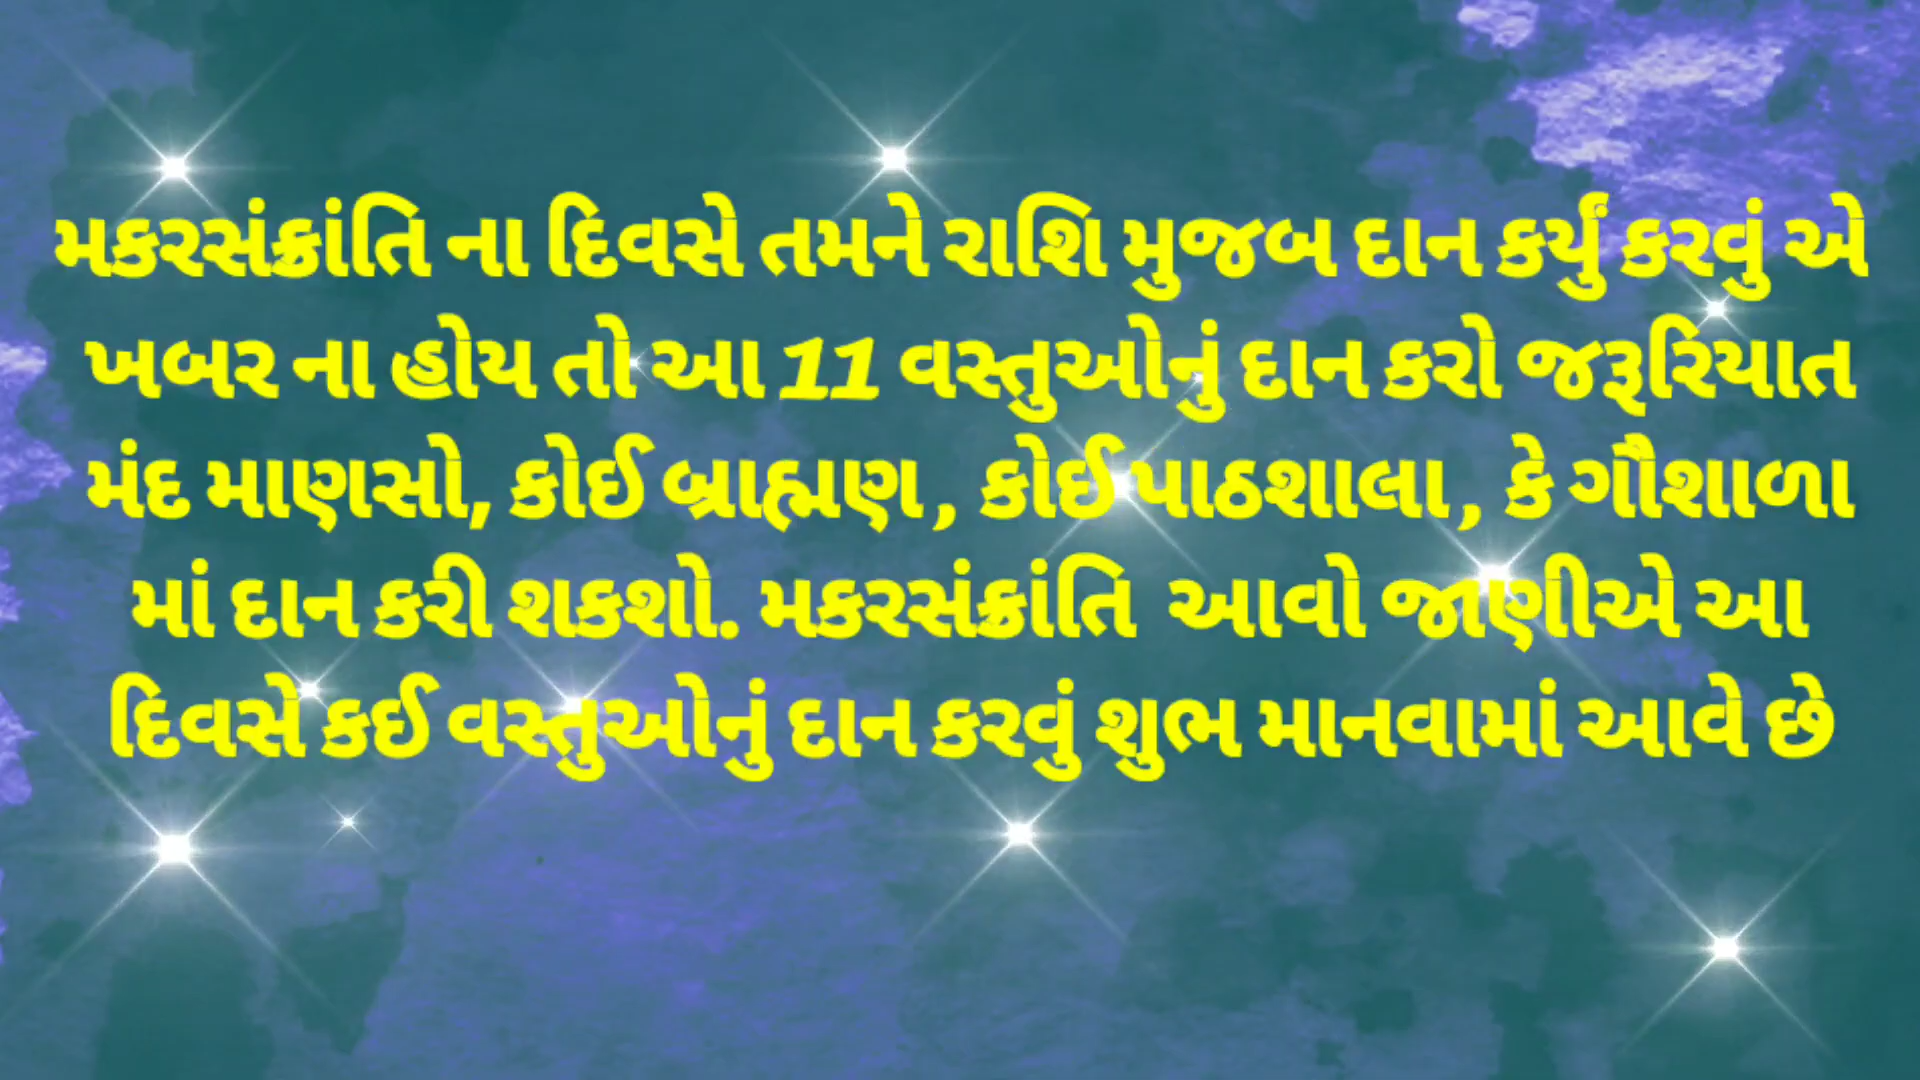 મકરસંક્રાંતિ ના દિવસે તમને રાશિ મુજબ દાન કર્યું કરવું એ
ખબર ના હોય તો આ 11 વસ્તુઓનું દાન કરો જરૂરિયાત
મંદ માણસો, કોઈ બ્રાહ્મણ , કોઈ પાઠશાલા , કે ગૌશાળા
માં દાન કરી શકશો. મકરસંક્રાંતિ આવો જાણીએ આ
દિવસે કઈ વસ્તુઓનું દાન કરવું શુભ માનવામાં આવે છે